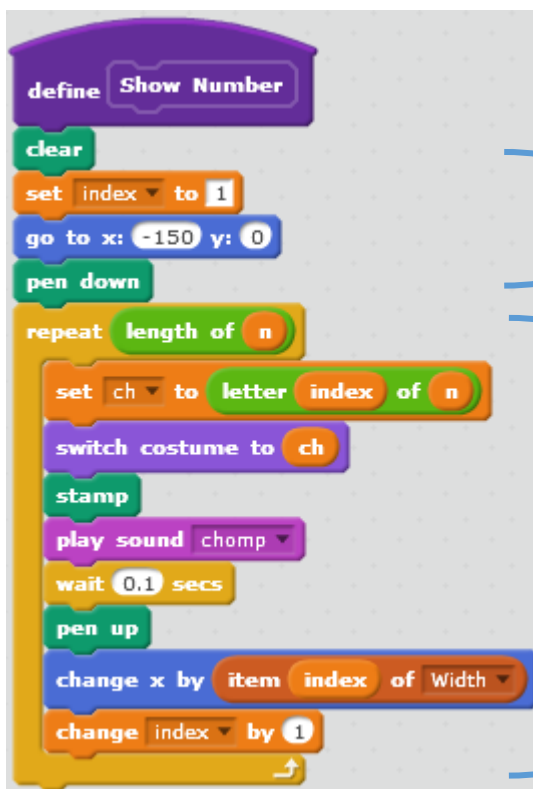 define Show Number
clear
set index to 1
go to x: -150 y: 0
pen down
repeat length of n
set ch to letter index of n
switch costume to ch
stamp
play sound chomp
wait 0.1 secs
pen up
change x by item index of Width
change index by 1